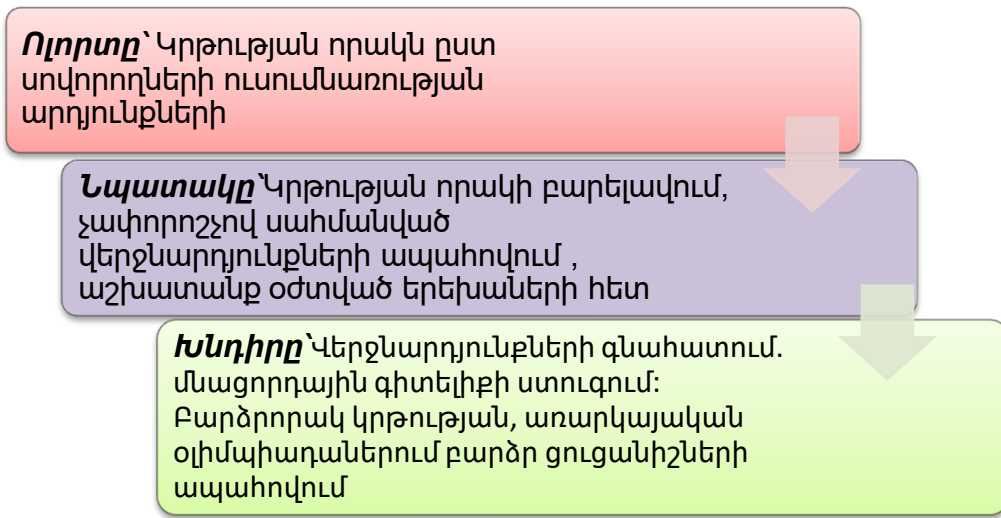 Ոլորտը՝ Կրթության որակն ըստ
սովորողների ուսումնառության
արդյունքների
Նպատակը՝Կրթության որակի բարելավում,
չափորոշչով սահմանված
վերջնարդյունքների ապահովում ,
աշխատանք օժտված երեխաների հետ
Խնդիրը՝Վերջնարդյունքների գնահատում.
մնացորդային գիտելիքի ստուգում:
Բարձրորակ կրթության, առարկայական
օլիմպիադաներում բարձր ցուցանիշների
ապահովում